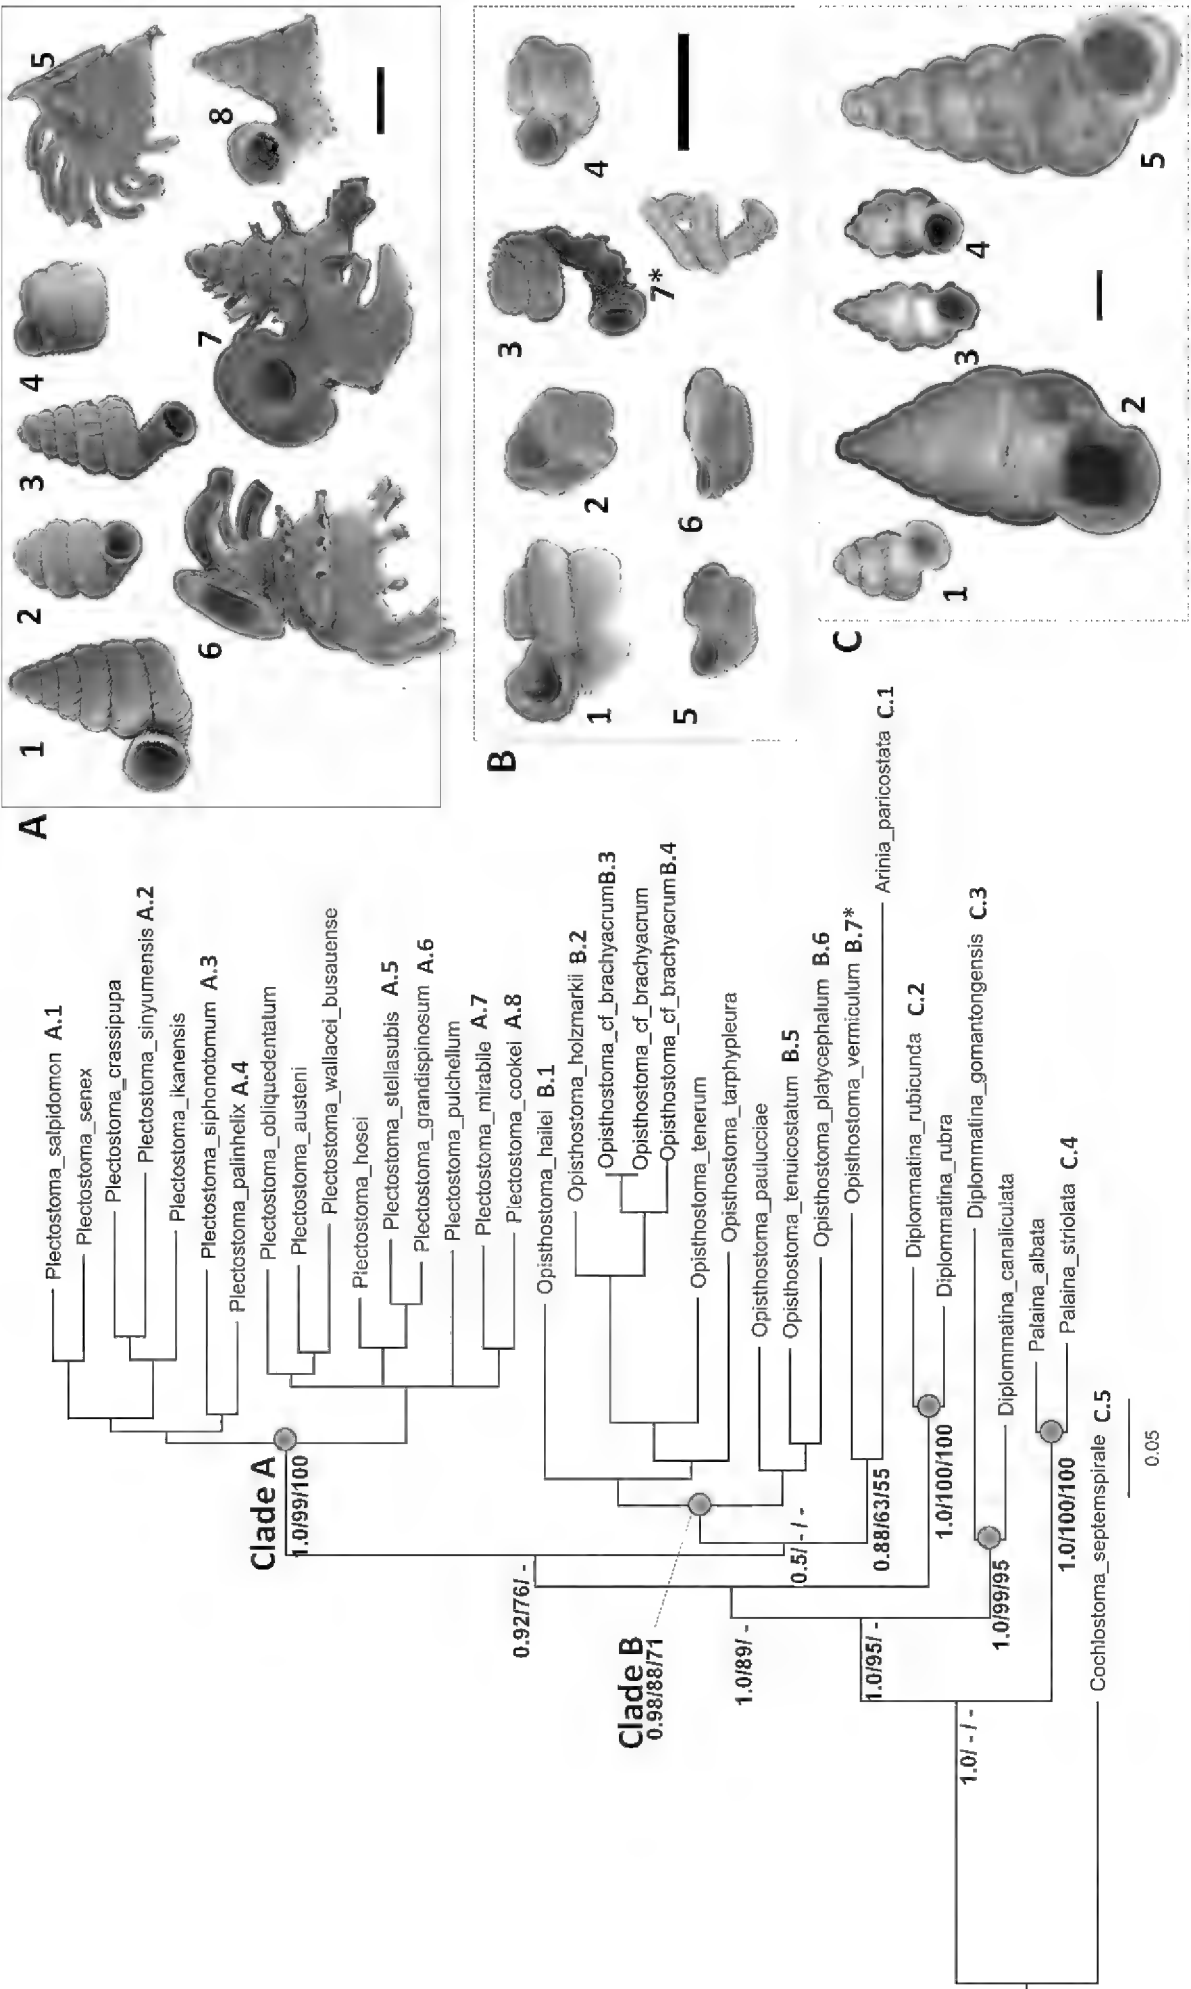 Plectostoma_salpidomon A.1
Plectostoma_senex
Plectostoma_crassipupa
Plectostoma_sinyumensis A.2
Plectostoma_ikanensis
Plectostoma_siphonotomum A.3
Plectostoma_palinhelix A.4
Plectostoma_obliquedentatum
Plectostoma_austeni
Plectostoma_wallacei_busauense
Plectostoma_hosei
Plectostoma_stellasubis A.5
Plectostoma_grandispinosum A.6
Plectostoma_pulchellum
Plectostoma_mirabile A.7
Plectostoma_cookei A.8
Opisthostoma_hailei B.1
Opisthostoma_holzmarkii B.2
Opisthostoma_cf_brachyacrum B.3
Opisthostoma_cf_brachyacrum
Opisthostoma_cf_brachyacrum B.4
Opisthostoma_tenerum
Opisthostoma_tarphypleura
Opisthostoma_paulucciae
Opisthostoma_tenuicostatum B.5
Opisthostoma_platycephalum B.6
Opisthostoma_vermiculum B.7*
Arinia_paricostata C.1
Diplommatina_rubicunda C.2
Diplommatina_rubra
Diplommatina_gomantongensis C.3
Diplommatina_canaliculata
Palaina_albata
Palaina_striolata C.4
Cochlostoma_septemspirale C.5
Clade A
1.0/99/100
0.92/76/ -
Clade B
0.98/88/71
0.5/ - / -
0.88/63/55
1.0/89/ -
1.0/100/100
1.0/95/ -
1.0/99/95
1.0/100/100
1.0/ - / -
0.05
A
1
2
3
4
5
6
7
8
B
1
2
3
4
5
6
7*
C
1
2
3
4
5